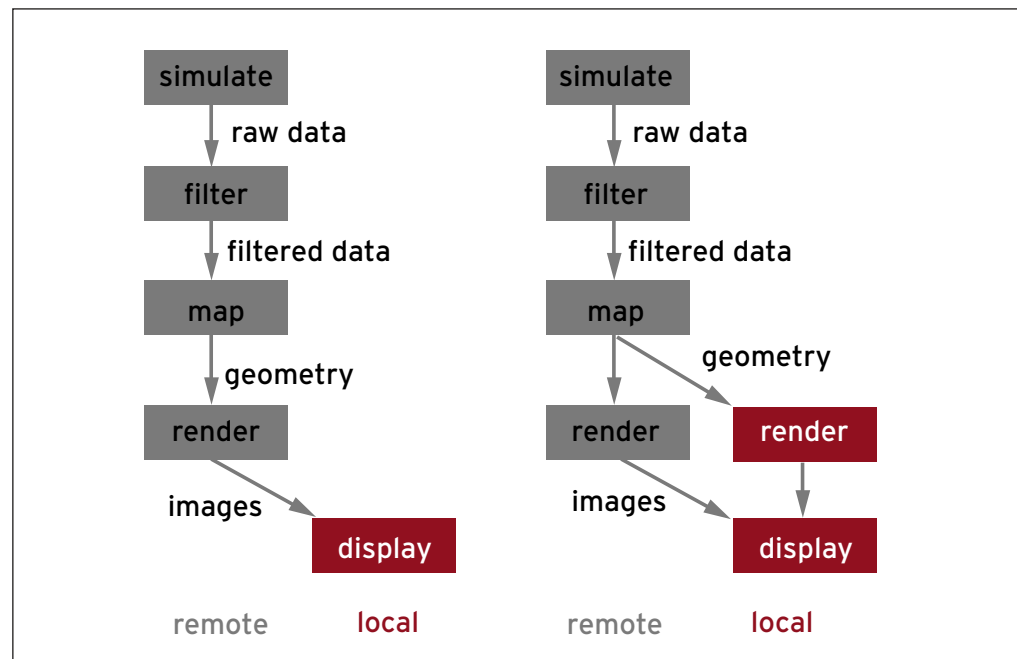 simulate
raw data
filter
filtered data
map
geometry
render
images
display
remote
local
simulate
raw data
filter
filtered data
map
geometry
render
render
images
display
remote
local